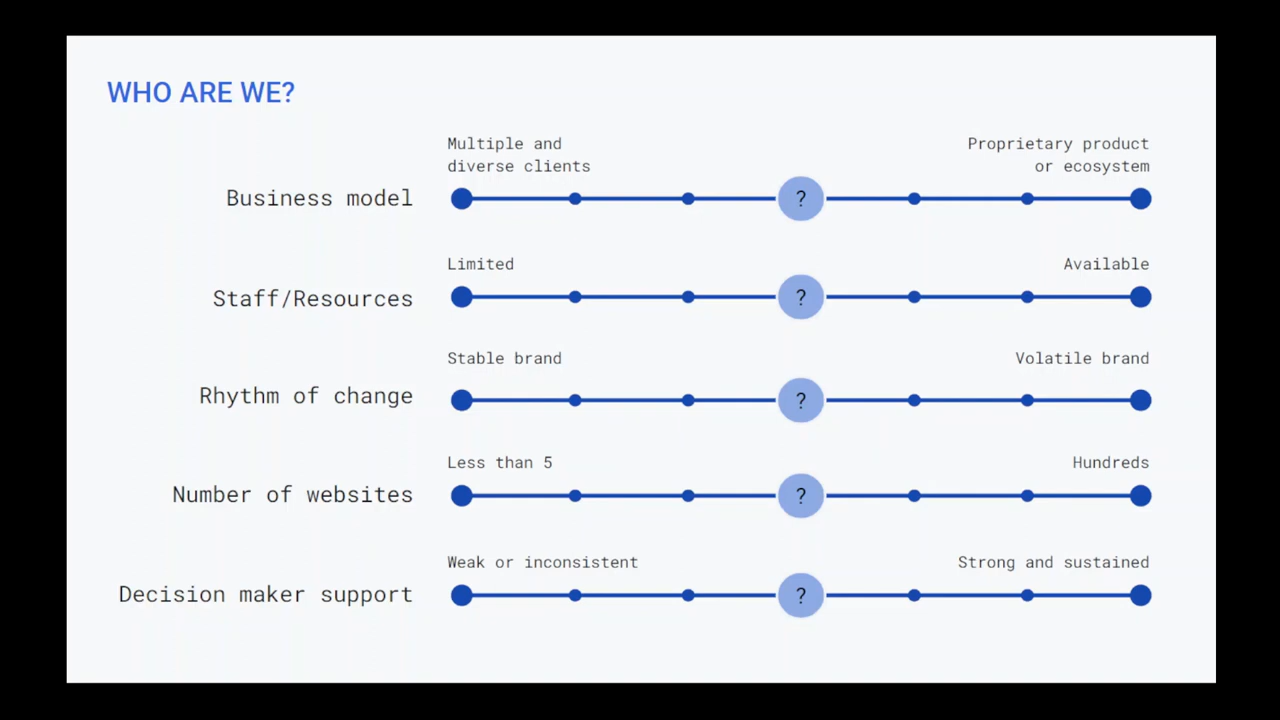 WHO ARE WE?
Multiple and
diverse clients
Proprietary product
or ecosystem
Business model
?
Limited
Available
Staff/Resources
?
Stable brand
Volatile brand
Rhythm of change
?
Less than 5
Hundreds
Number of websites
?
Weak or inconsistent
Strong and sustained
Decision maker support
?